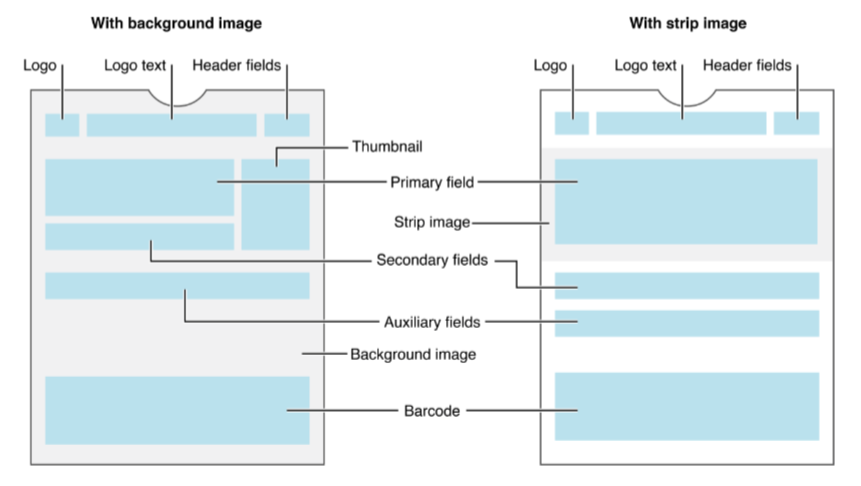 With background image
With strip image
Logo
Logo text
Header fields
Logo
Logo text
Header fields
Thumbnail
Primary field
Strip image
Secondary fields
Auxiliary fields
Background image
Barcode